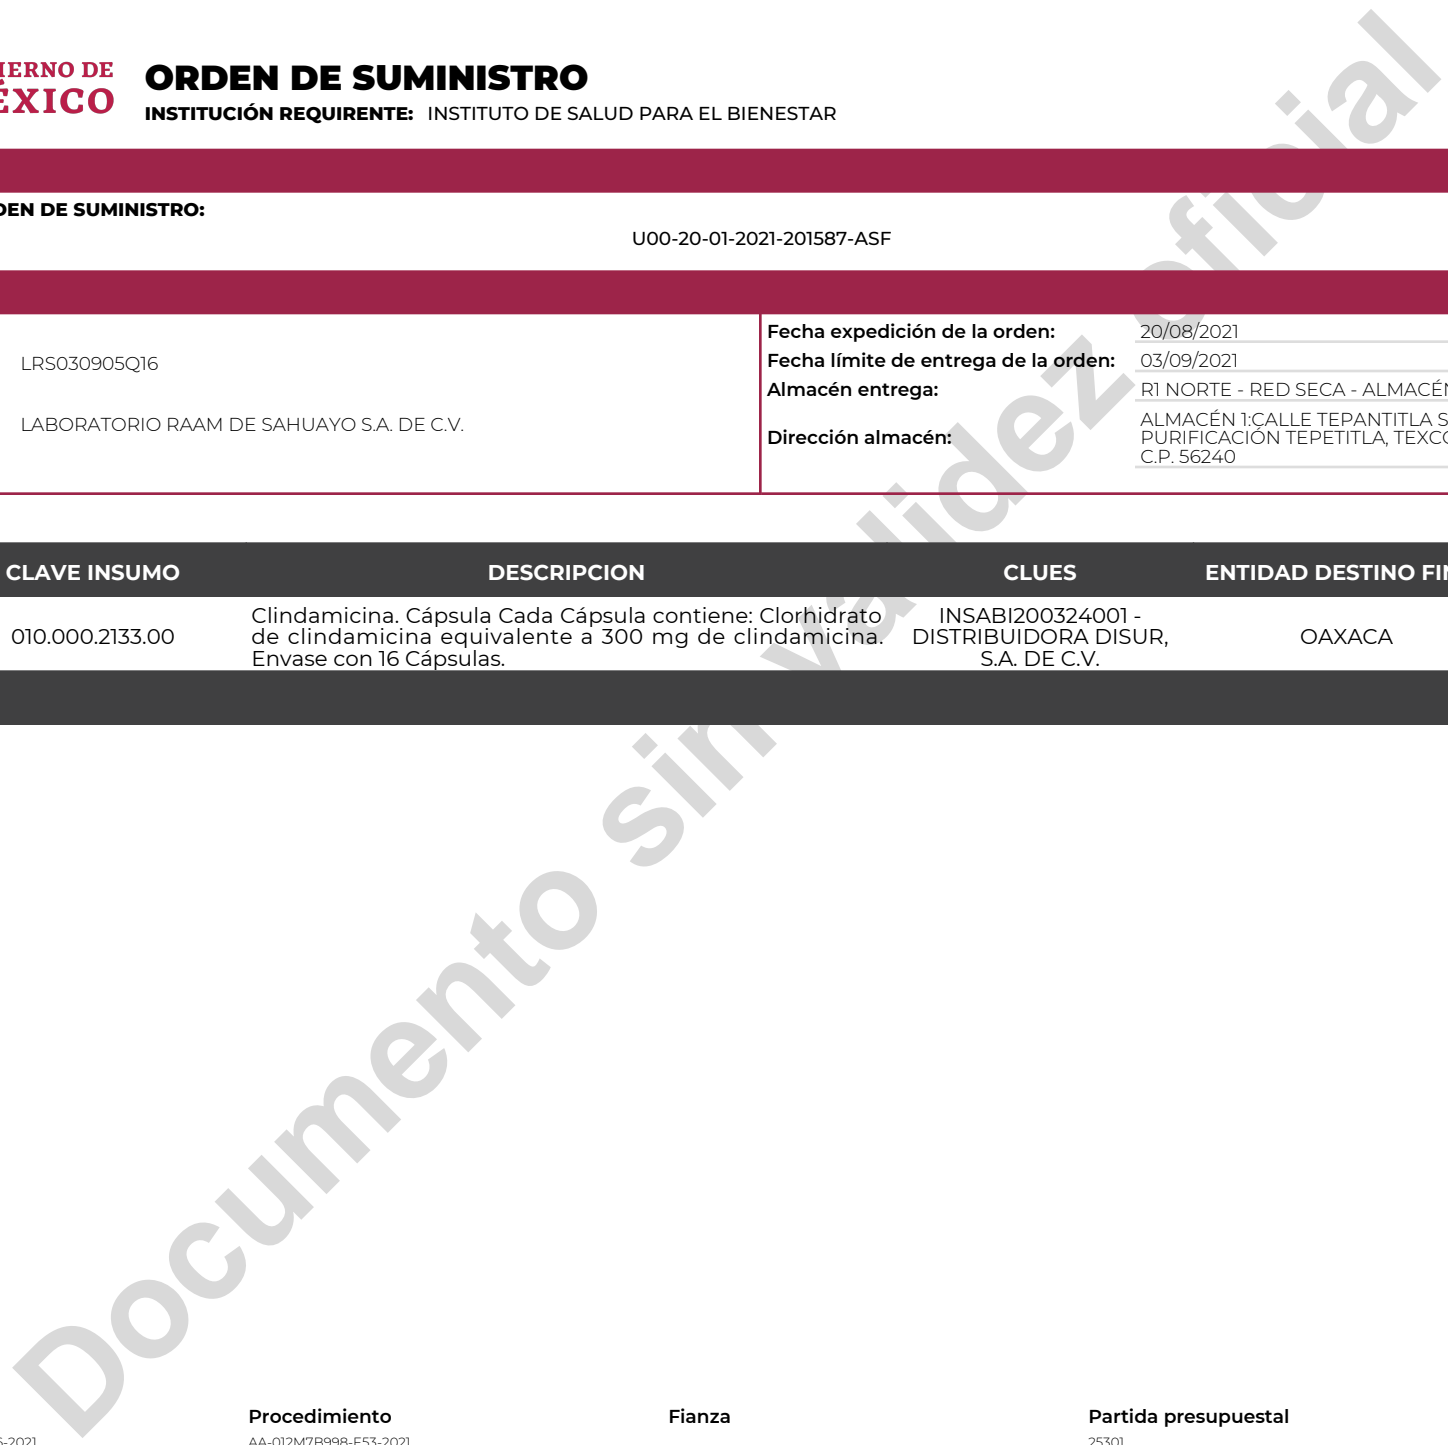 IERNO DE
ÉXICO
ORDEN DE SUMINISTRO
INSTITUCIÓN REQUIRENTE: INSTITUTO DE SALUD PARA EL BIENESTAR
DEN DE SUMINISTRO:
U00-20-01-2021-201587-ASF
LRS030905Q16
LABORATORIO RAAM DE SAHUAYO S.A. DE C.V.
Fecha expedición de la orden: 20/08/2021
Fecha límite de entrega de la orden: 03/09/2021
Almacén entrega: R1 NORTE - RED SECA - ALMACÉN
Dirección almacén:
ALMACÉN 1:CALLE TEPANTITLA S
PURIFICACIÓN TEPETITLA, TEXCO
C.P. 56240
CLAVE INSUMO DESCRIPCION CLUES ENTIDAD DESTINO FIN
010.000.2133.00
Clindamicina. Cápsula Cada Cápsula contiene: Clorhidrato
de clindamicina equivalente a 300 mg de clindamicina.
Envase con 16 Cápsulas.
INSABI200324001 -
DISTRIBUIDORA DISUR,
S.A. DE C.V.
OAXACA
Documento sin validez oficial
Procedimiento Fianza Partida presupuestal
-2021 AA-012M7B998-E53-2021 25301